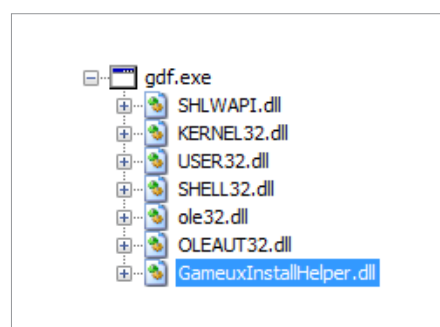 gdf.exe
SHLWAPI.dll
KERNEL32.dll
USER32.dll
SHELL32.dll
ole32.dll
OLEAUT32.dll
GameuxInstallHelper.dll